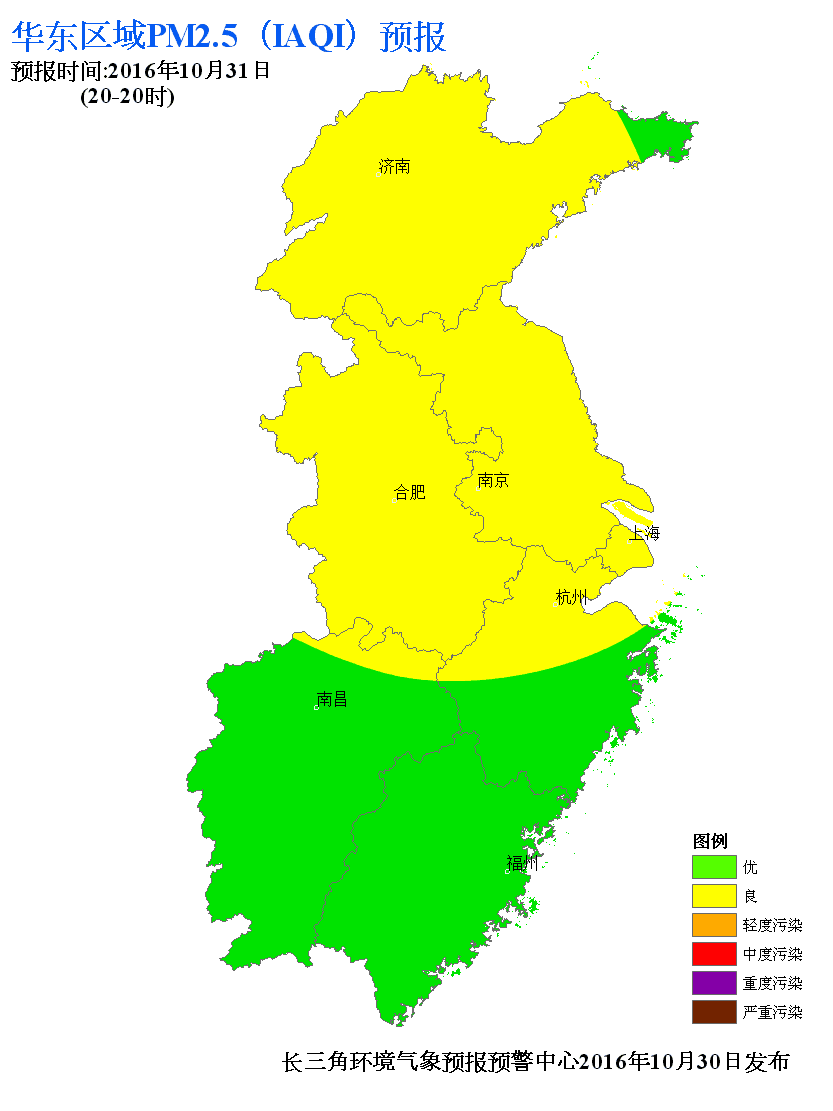 华东区域PM2.5（IAQI）预报
预报时间:2016年10月31日
(20-20时)
济南
南京
合肥
上海
杭州
南昌
福州
图例
优
良
轻度污染
中度污染
重度污染
严重污染
长三角环境气象预报预警中心2016年10月30日发布